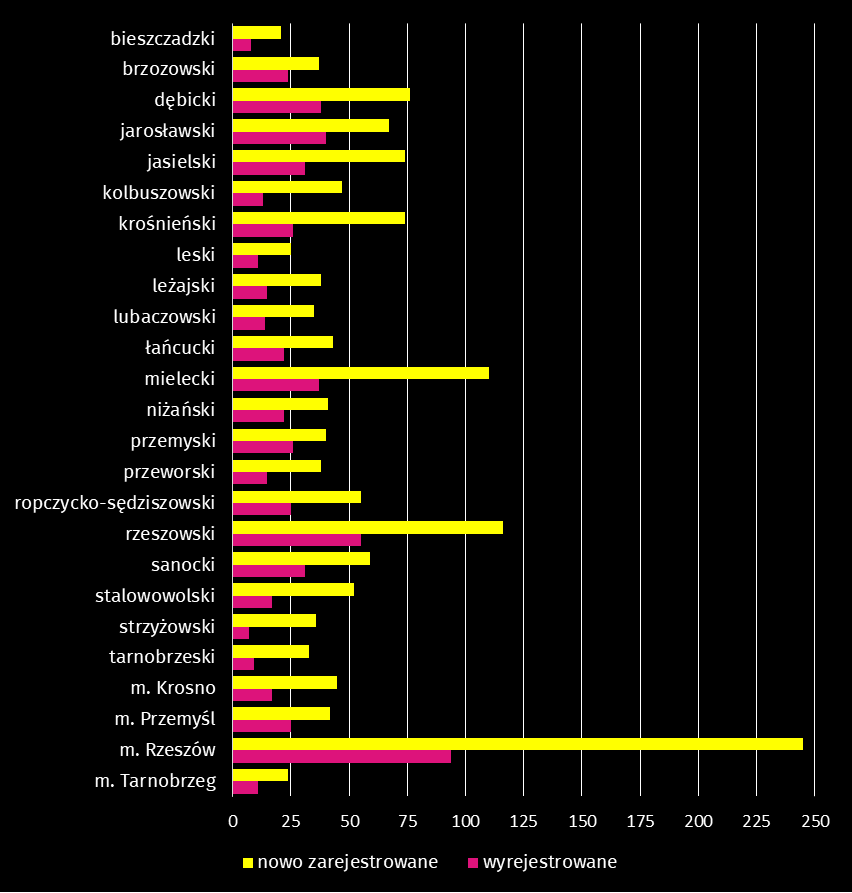 bieszczadzki
brzozowski
dębicki
jarosławski
jasielski
kolbuszowski
krośnieński
leski
leżajski
lubaczowski
łańcucki
mielecki
niżański
przemyski
przeworski
ropczycko-sędziszowski
rzeszowski
sanocki
stalowowolski
strzyżowski
tarnobrzeski
m. Krosno
m. Przemyśl
m. Rzeszów
m. Tarnobrzeg
0 25 50 75 100 125 150 175 200 225 250
nowo zarejestrowane wyrejestrowane